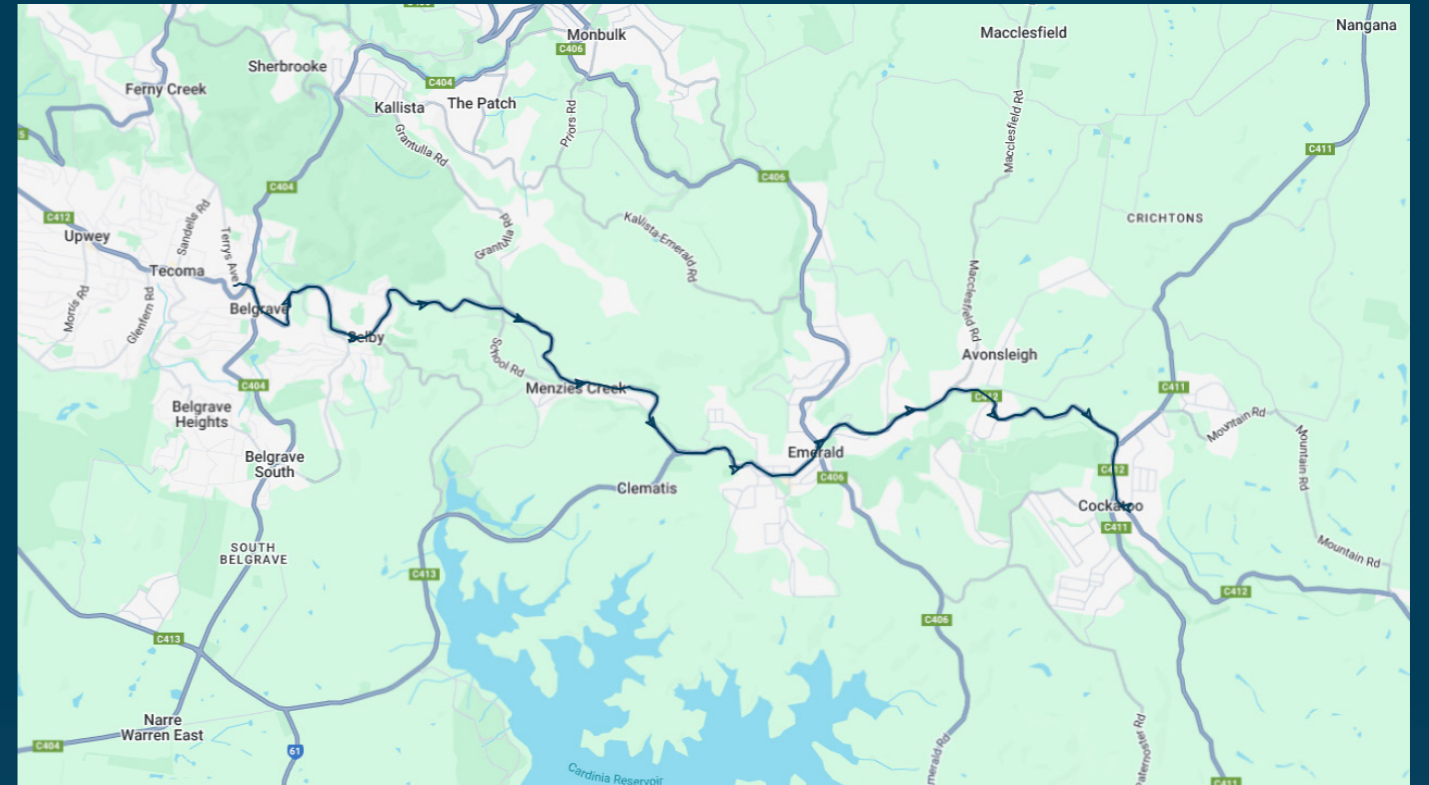 Nangana
Macclesfield
Monbulk
C406
Sherbrooke
C404
Ferny Creek
Kallista
The Patch
Priors Rd
Macclesfield Rd
Grantulla Rd
C411
C406
C404
Sandells Rd
C412
Terrys Ave
Upwey
Grantulla Rd
Kallista-Emerald Rd
CRICHTONS
Tecoma
Macclesfield Rd
Morris Rd
Glenfern Rd
Belgrave
Selby
School Rd
Avonsleigh
C404
Menzies Creek
C412
C411
Belgrave
Heights
Mountain Rd
Mountain Rd
Belgrave
South
Emerald
C412
C406
Clematis
Cockatoo
C411
SOUTH
BELGRAVE
Mountain Rd
C413
C412
C406
C413
Narre
Warren East
C404
61
Cardinia Reservoir
C411